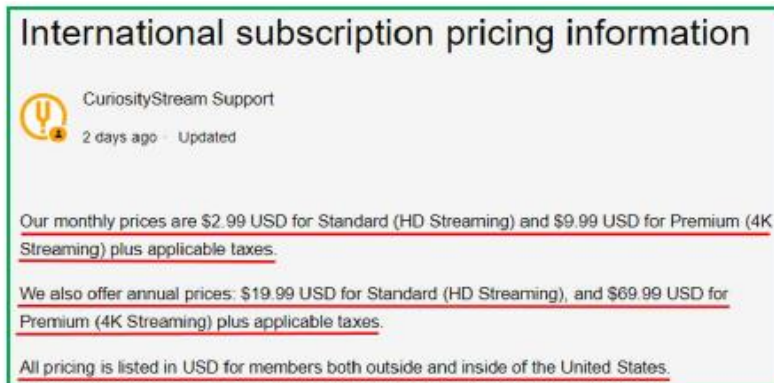 International subscription pricing information
CuriosityStream Support
2 days ago · Updated
Our monthly prices are $2.99 USD for Standard (HD Streaming) and $9.99 USD for Premium (4K
Streaming) plus applicable taxes.
We also offer annual prices: $19.99 USD for Standard (HD Streaming), and $69.99 USD for
Premium (4K Streaming) plus applicable taxes.
All pricing is listed in USD for members both outside and inside of the United States.